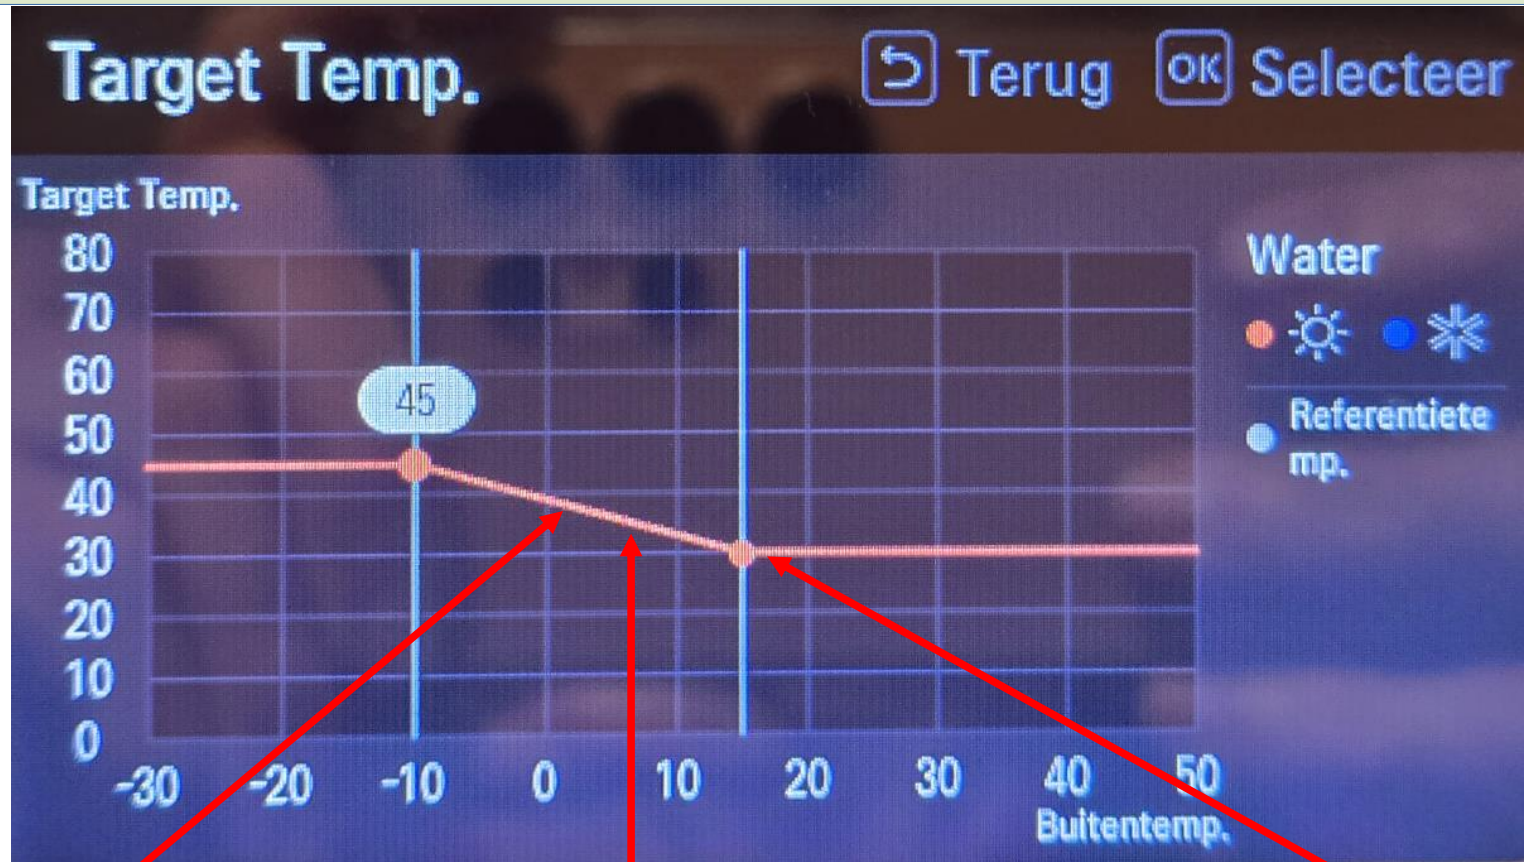 Target Temp.
Terug
OK Selecteer
Target Temp.
80
70
60
50
40
30
20
10
0
45
-30 -20 -10 0 10 20 30 40 50
Buitentemp.
Water
Referentiete
mp.